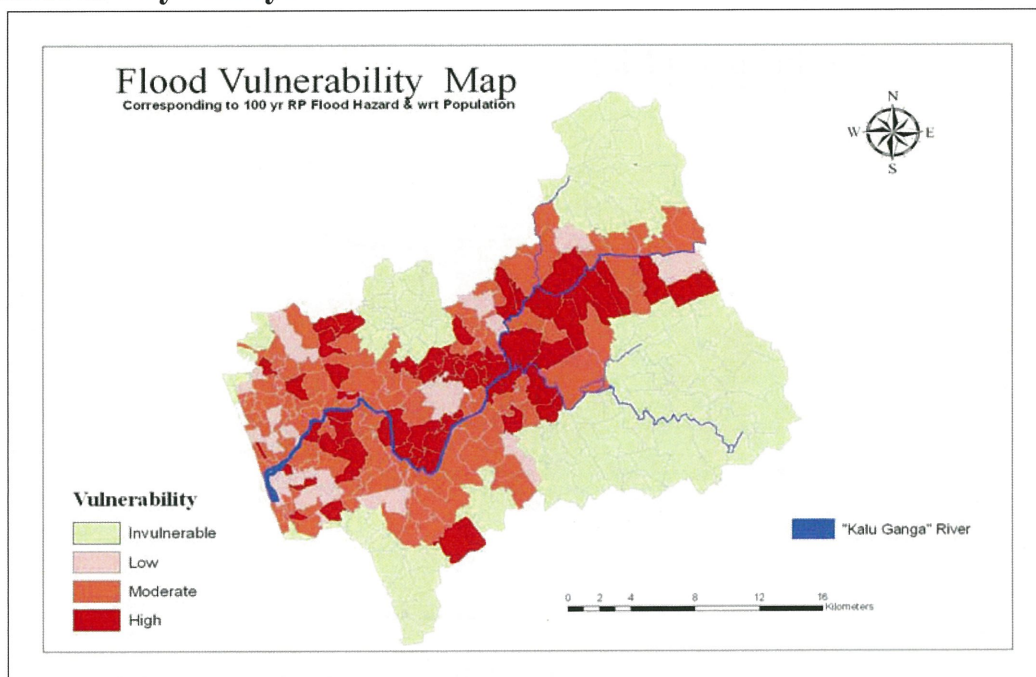 Flood Vulnerability Map
Corresponding to 100 yr RP Flood Hazard & wrt Population
N
W E
S
Vulnerability
Invulnerable
Low
Moderate
High
"Kalu Ganga" River
0 2 4 8 12 16
Kilometers